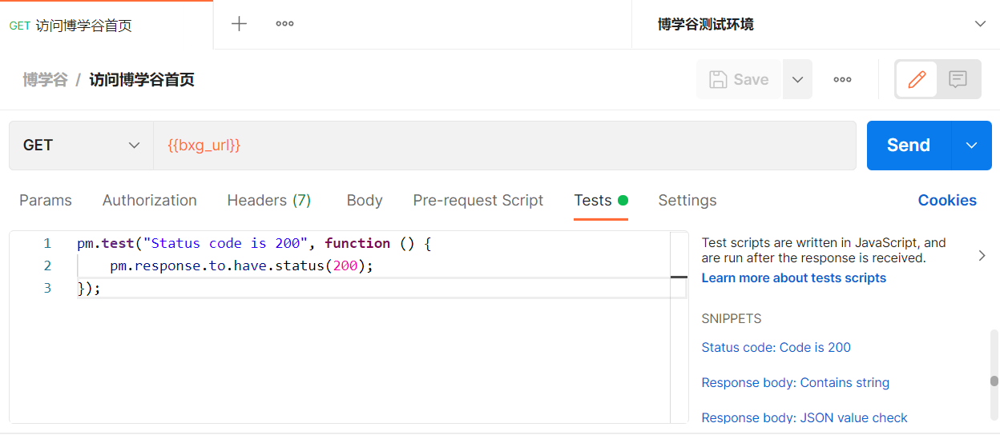 GET 访问博学谷首页
博学谷测试环境
博学谷 / 访问博学谷首页
Save
GET
{{bxg_url}}
Send
Params Authorization Headers (7) Body Pre-request Script Tests Settings Cookies
1 pm.test("Status code is 200", function () {
2 pm.response.to.have.status(200);
3 });
Test scripts are written in JavaScript, and
are run after the response is received.
Learn more about tests scripts
SNIPPETS
Status code: Code is 200
Response body: Contains string
Response body: JSON value check